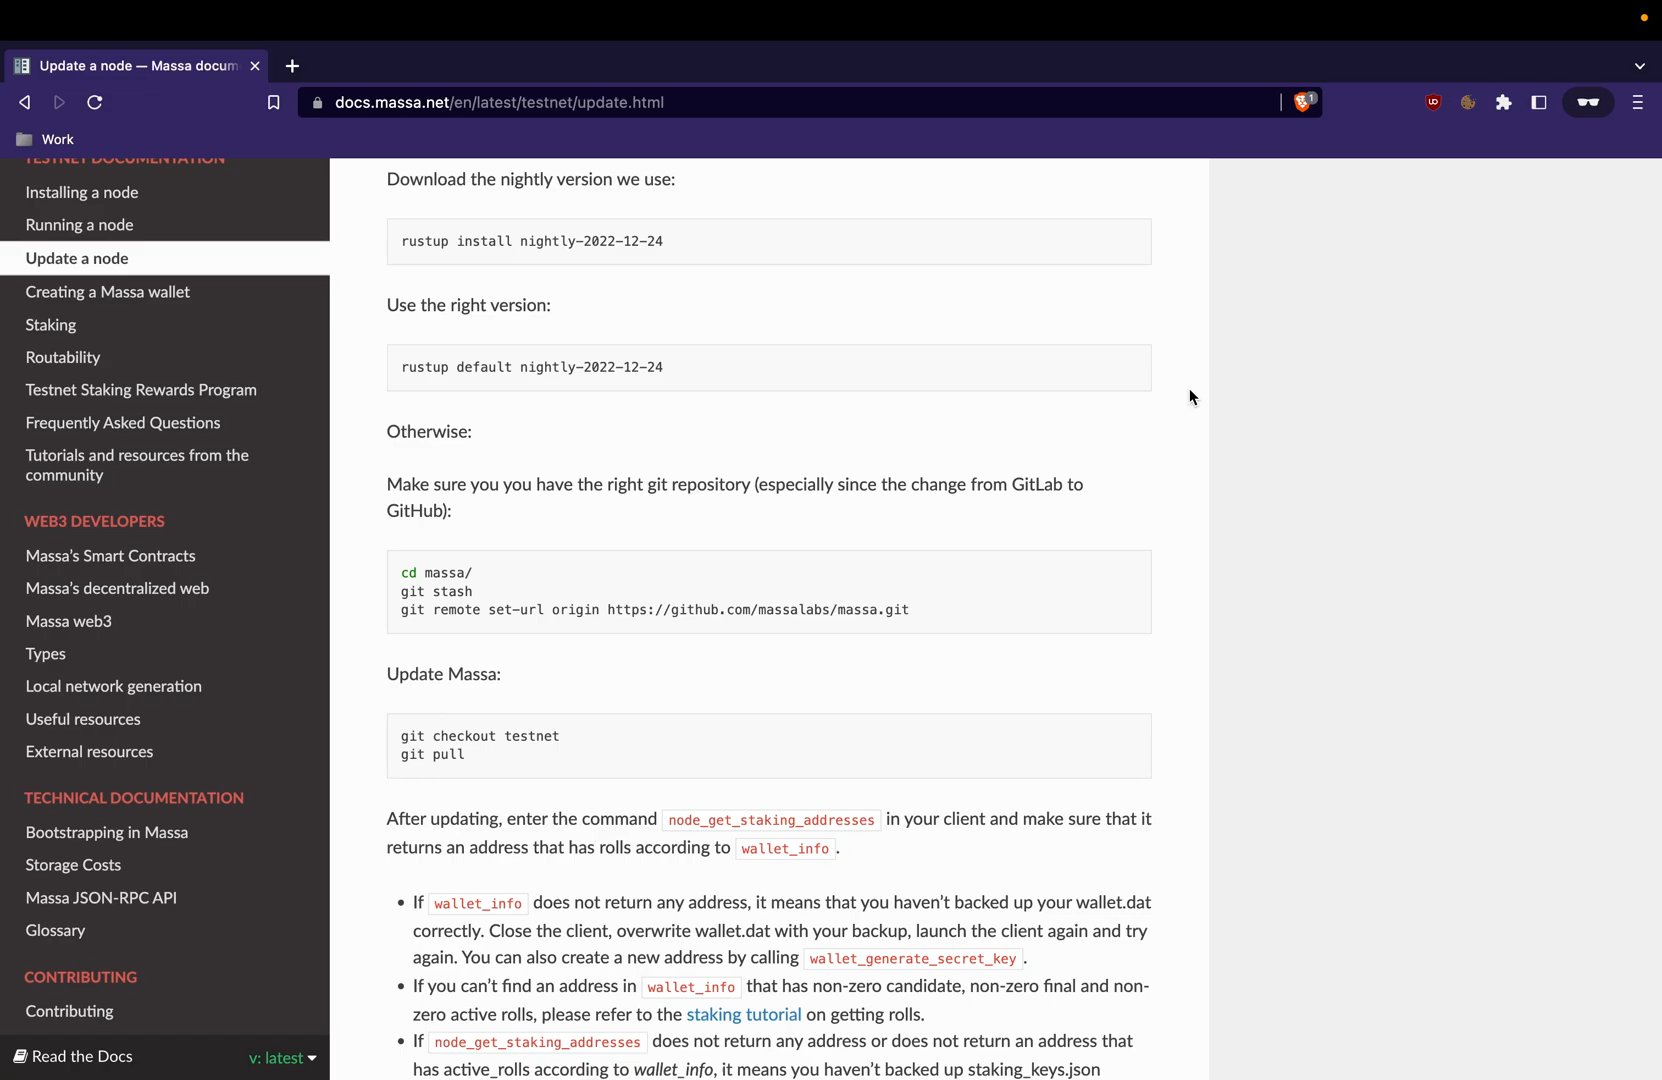 Update a node — Massa docum
docs.massa.net/en/latest/testnet/update.html
1
Work
TESTNET DOCUMENTATION
Installing a node
Running a node
Update a node
Creating a Massa wallet
Staking
Routability
Testnet Staking Rewards Program
Frequently Asked Questions
Tutorials and resources from the
community
WEB3 DEVELOPERS
Massa's Smart Contracts
Massa's decentralized web
Massa web3
Types
Local network generation
Useful resources
External resources
TECHNICAL DOCUMENTATION
Bootstrapping in Massa
Storage Costs
Massa JSON-RPC API
Glossary
CONTRIBUTING
Contributing
Read the Docs
v: latest
Download the nightly version we use:
rustup install nightly-2022-12-24
Use the right version:
rustup default nightly-2022-12-24
Otherwise:
Make sure you you have the right git repository (especially since the change from GitLab to
GitHub):
cd massa/
git stash
git remote set-url origin https://github.com/massalabs/massa.git
Update Massa:
git checkout testnet
git pull
After updating, enter the command node_get_staking_addresses in your client and make sure that it
returns an address that has rolls according to wallet_info.
• If wallet_info does not return any address, it means that you haven't backed up your wallet.dat
correctly. Close the client, overwrite wallet.dat with your backup, launch the client again and try
again. You can also create a new address by calling wallet_generate_secret_key.
• If you can't find an address in wallet_info that has non-zero candidate, non-zero final and non-
zero active rolls, please refer to the staking tutorial on getting rolls.
• If node_get_staking_addresses does not return any address or does not return an address that
has active_rolls according to wallet_info, it means you haven't backed up staking_keys.json